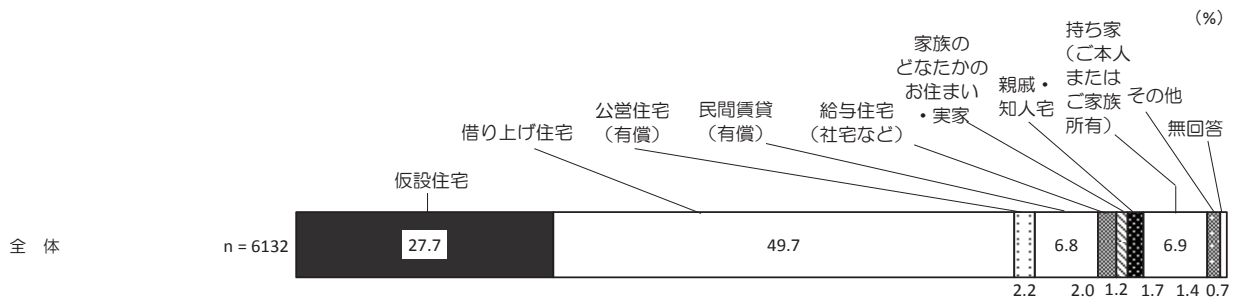 （%）
仮設住宅
借り上げ住宅
公営住宅
（有償）
民間賃貸
（有償）
給与住宅
（社宅など）
家族の
どなたかの
お住まい
・実家
親戚・
知人宅
持ち家
（ご本人
または
ご家族
所有）
その他
無回答
全　体
n = 6132
27.7
49.7
2.2
6.8
2.0
1.2
1.7
6.9
1.4
0.7